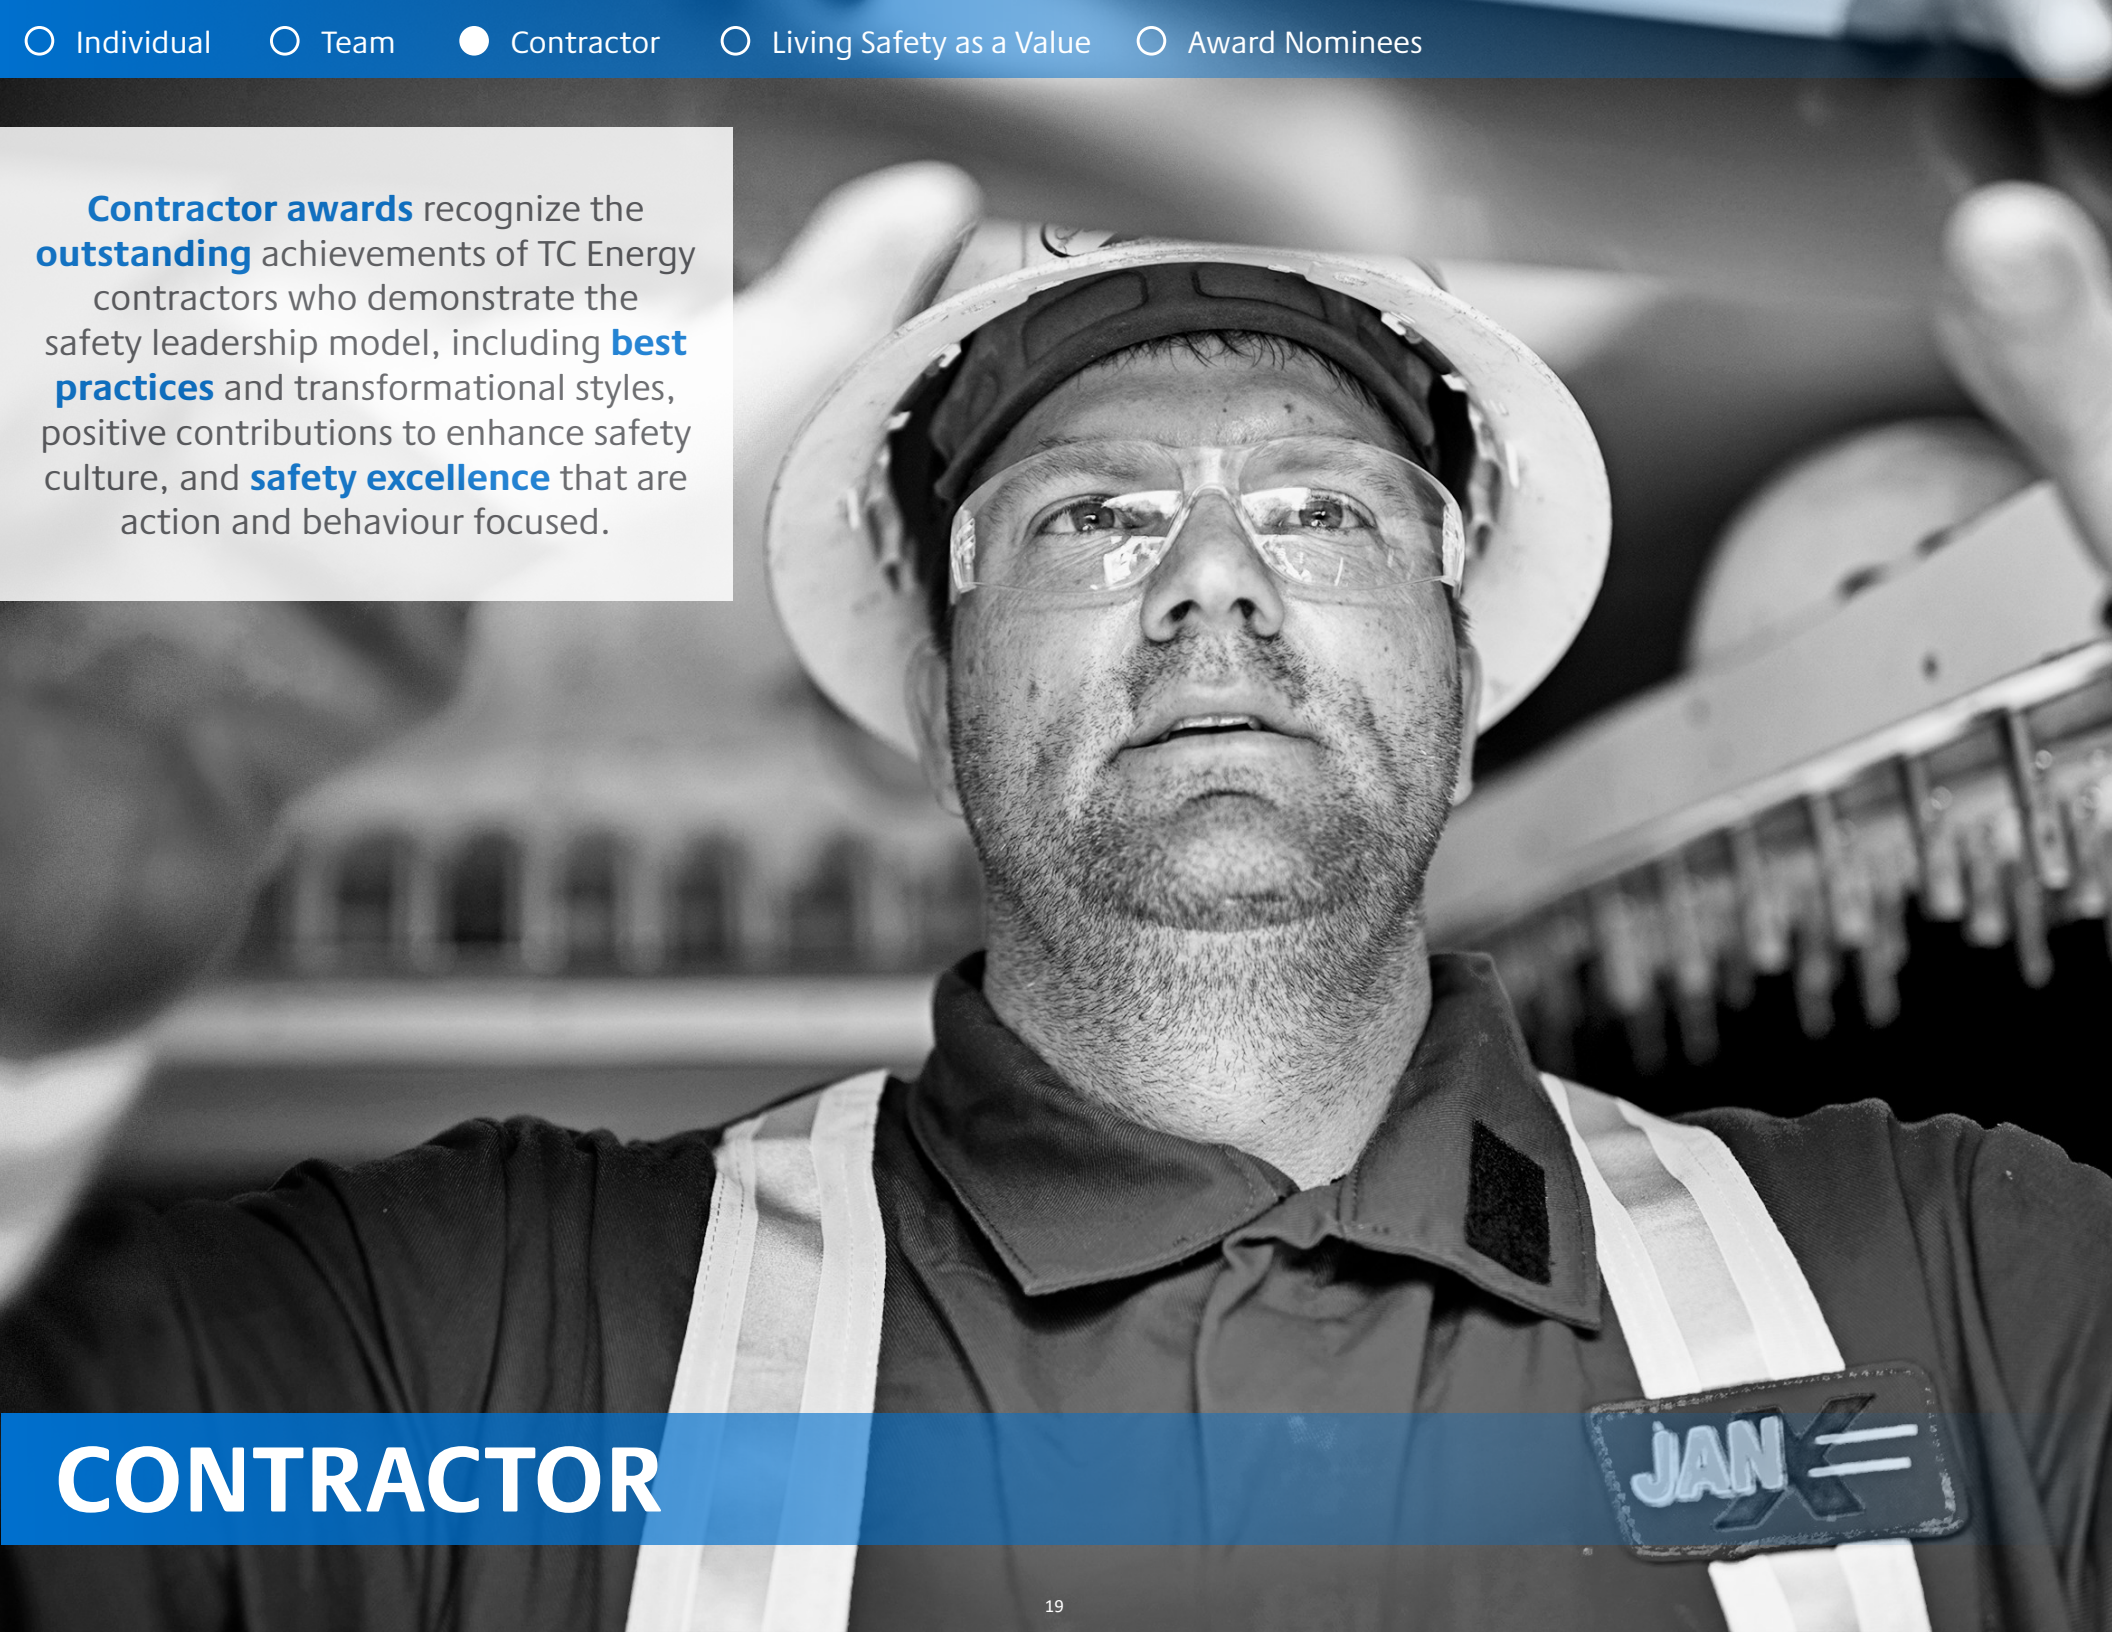 Individual Team Contractor Living Safety as a Value Award Nominees
Contractor awards recognize the
outstanding achievements of TC Energy
contractors who demonstrate the
safety leadership model, including best
practices and transformational styles,
positive contributions to enhance safety
culture, and safety excellence that are
action and behaviour focused.
JANX
CONTRACTOR
19